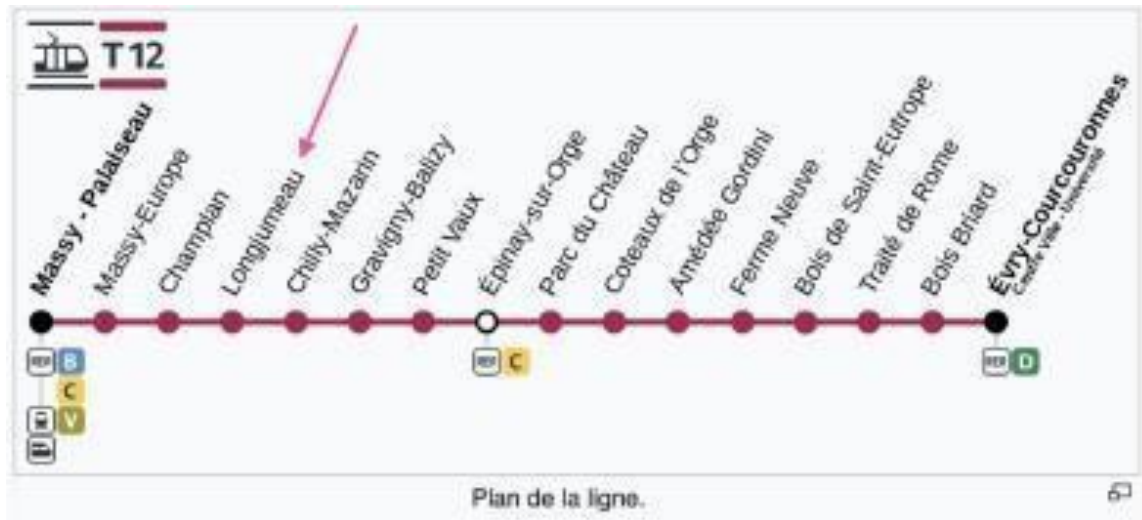 T12
Massy - Palaiseau
Massy-Europe
Champlan
Longjumeau
Chilly-Mazarin
Gravigny-Balizy
Petit Vaux
Épinay-sur-Orge
Parc du Château
Coteaux de l'Orge
Amédée Gordini
Ferme Neuve
Bois de Saint-Eutrope
Traité de Rome
Bois Briard
Évry-Courcouronnes
Centre Ville - Université
RER B
C
V
RER C
RER D
Plan de la ligne.